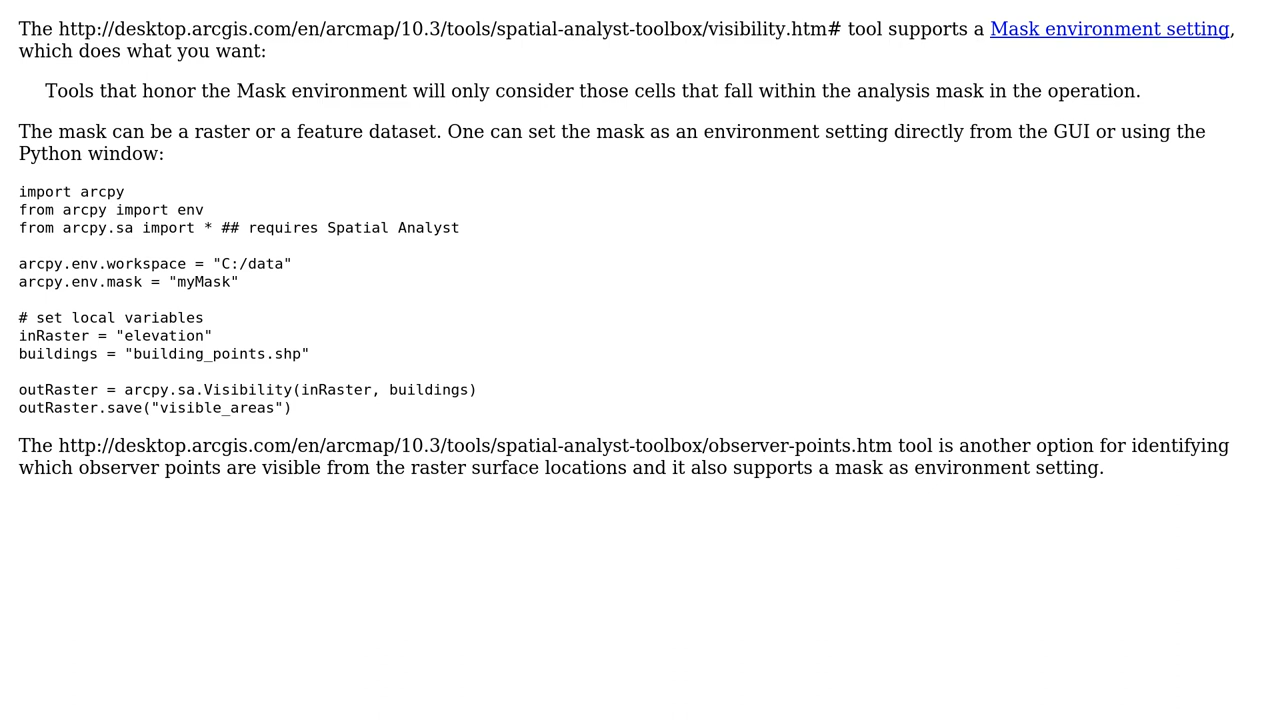 The http://desktop.arcgis.com/en/arcmap/10.3/tools/spatial-analyst-toolbox/visibility.htm# tool supports a Mask environment setting,
which does what you want:
Tools that honor the Mask environment will only consider those cells that fall within the analysis mask in the operation.
The mask can be a raster or a feature dataset. One can set the mask as an environment setting directly from the GUI or using the
Python window:
import arcpy
from arcpy import env
from arcpy.sa import * ## requires Spatial Analyst
arcpy.env.workspace = "C:/data"
arcpy.env.mask = "myMask"
# set local variables
inRaster = "elevation"
buildings = "building_points.shp"
outRaster = arcpy.sa.Visibility(inRaster, buildings)
outRaster.save("visible_areas")
The http://desktop.arcgis.com/en/arcmap/10.3/tools/spatial-analyst-toolbox/observer-points.htm tool is another option for identifying
which observer points are visible from the raster surface locations and it also supports a mask as environment setting.